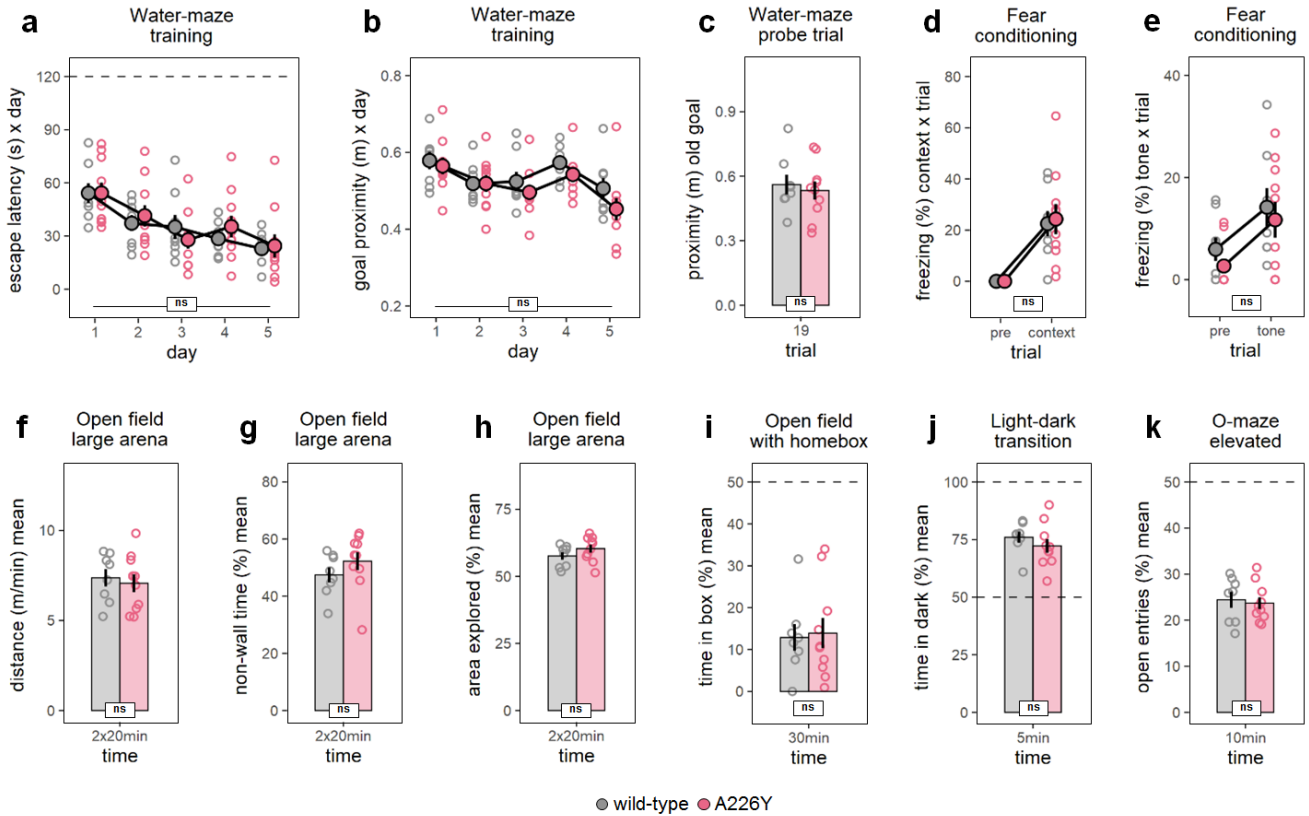 a
Water-maze
training
escape latency (s) x day
120
90
60
30
0
ns
1 2 3 4 5
day
b
Water-maze
training
goal proximity (m) x day
0.8
0.6
0.4
0.2
ns
1 2 3 4 5
day
c
Water-maze
probe trial
proximity (m) old goal
0.9
0.6
0.3
0.0
ns
19
trial
d
Fear
conditioning
freezing (%) context x trial
80
60
40
20
0
ns
pre context
trial
e
Fear
conditioning
freezing (%) tone x trial
40
20
0
ns
pre tone
trial
f
Open field
large arena
distance (m/min) mean
10
5
0
ns
2x20min
time
g
Open field
large arena
non-wall time (%) mean
80
60
40
20
0
ns
2x20min
time
h
Open field
large arena
area explored (%) mean
75
50
25
0
ns
2x20min
time
i
Open field
with homebox
time in box (%) mean
50
40
30
20
10
0
ns
30min
time
j
Light-dark
transition
time in dark (%) mean
100
75
50
25
0
ns
5min
time
k
O-maze
elevated
open entries (%) mean
50
40
30
20
10
0
ns
10min
time
wild-type A226Y